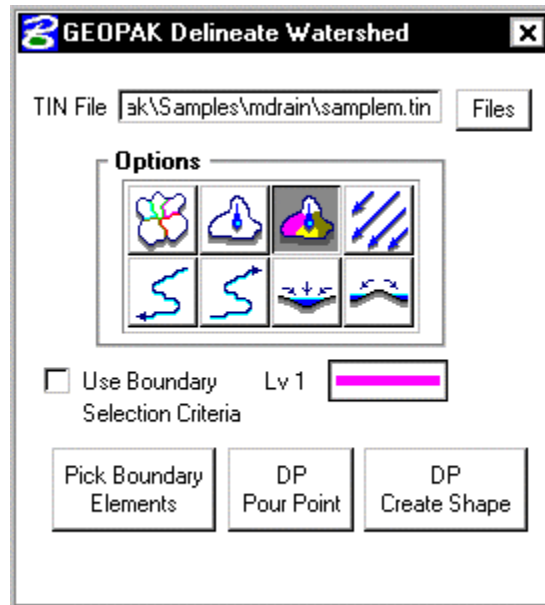 GEOPAK Delineate Watershed
TIN File ak\Samples\mdrain\samplem.tin Files
Options
Use Boundary Lv 1
Selection Criteria
Pick Boundary
Elements
DP
Pour Point
DP
Create Shape